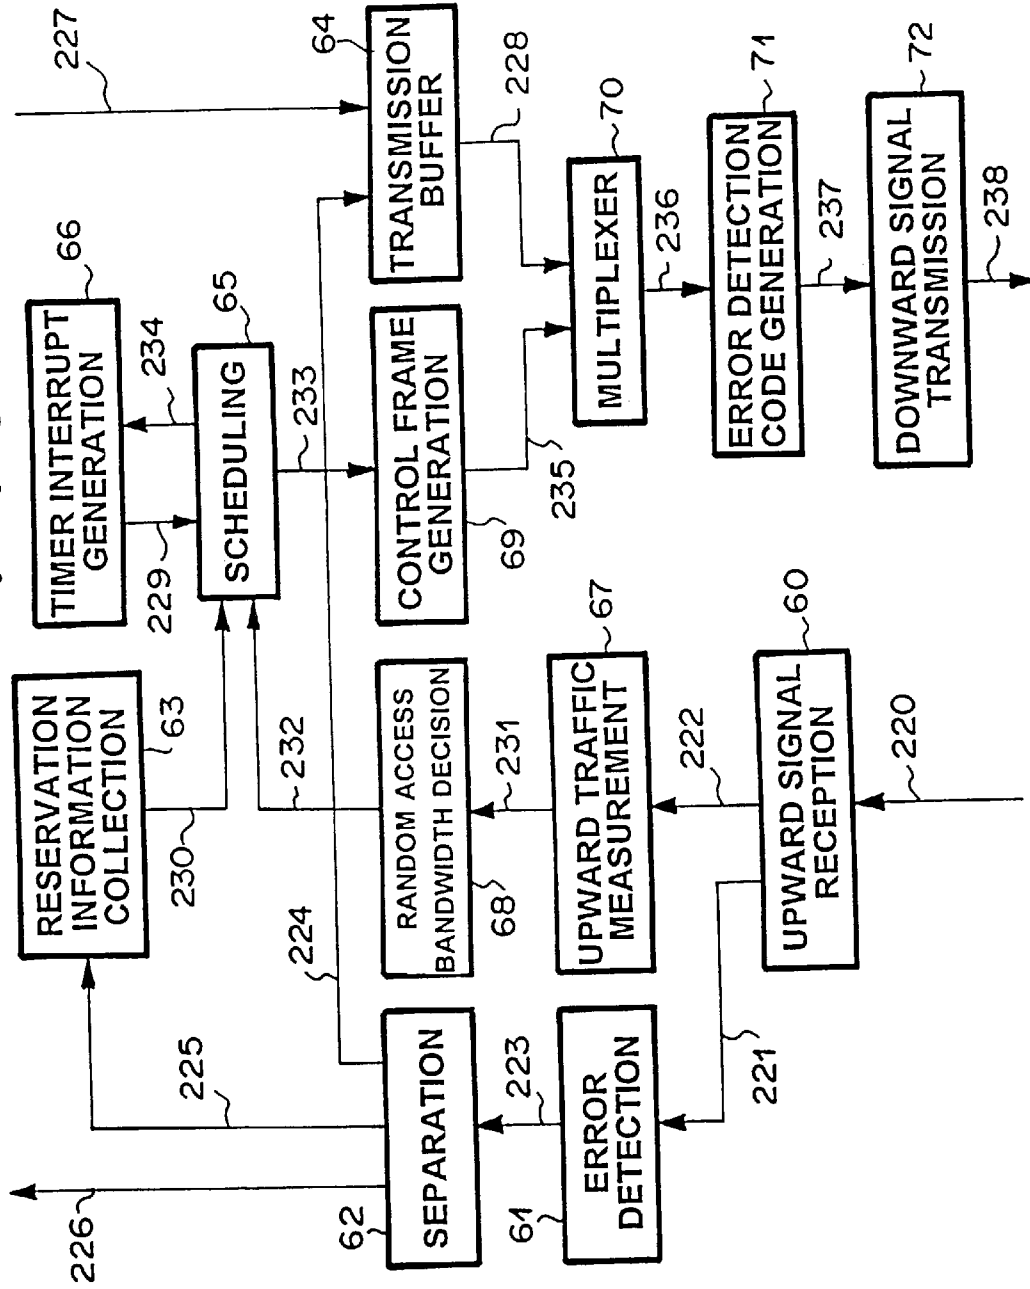 226
225
RESERVATION
INFORMATION
COLLECTION
63
230
TIMER INTERRUPT
GENERATION
66
229
234
227
SCHEDULING
65
224
232
233
64
62
SEPARATION
RANDOM ACCESS
BANDWIDTH DECISION
68
CONTROL FRAME
GENERATION
69
TRANSMISSION
BUFFER
223
231
235
228
61
ERROR
DETECTION
UPWARD TRAFFIC
MEASUREMENT
67
MULTIPLEXER
70
221
222
236
UPWARD SIGNAL
RECEPTION
60
ERROR DETECTION
CODE GENERATION
71
237
220
DOWNWARD SIGNAL
TRANSMISSION
72
238